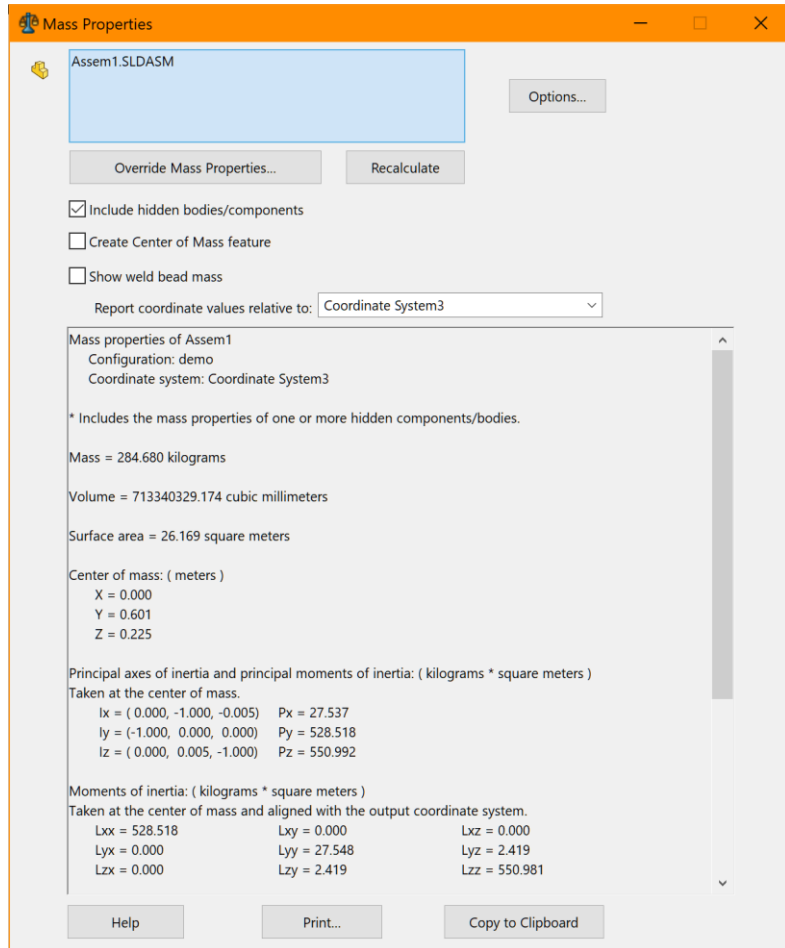 Mass Properties
Assem1.SLDASM
Options...
Override Mass Properties...
Recalculate
Include hidden bodies/components
Create Center of Mass feature
Show weld bead mass
Report coordinate values relative to: Coordinate System3
Mass properties of Assem1
Configuration: demo
Coordinate system: Coordinate System3
* Includes the mass properties of one or more hidden components/bodies.
Mass = 284.680 kilograms
Volume = 713340329.174 cubic millimeters
Surface area = 26.169 square meters
Center of mass: ( meters )
X = 0.000
Y = 0.601
Z = 0.225
Principal axes of inertia and principal moments of inertia: ( kilograms * square meters )
Taken at the center of mass.
Ix = ( 0.000, -1.000, -0.005) Px = 27.537
Iy = (-1.000, 0.000, 0.000) Py = 528.518
Iz = ( 0.000, 0.005, -1.000) Pz = 550.992
Moments of inertia: ( kilograms * square meters )
Taken at the center of mass and aligned with the output coordinate system.
Lxx = 528.518 Lxy = 0.000 Lxz = 0.000
Lyx = 0.000 Lyy = 27.548 Lyz = 2.419
Lzx = 0.000 Lzy = 2.419 Lzz = 550.981
Help
Print...
Copy to Clipboard